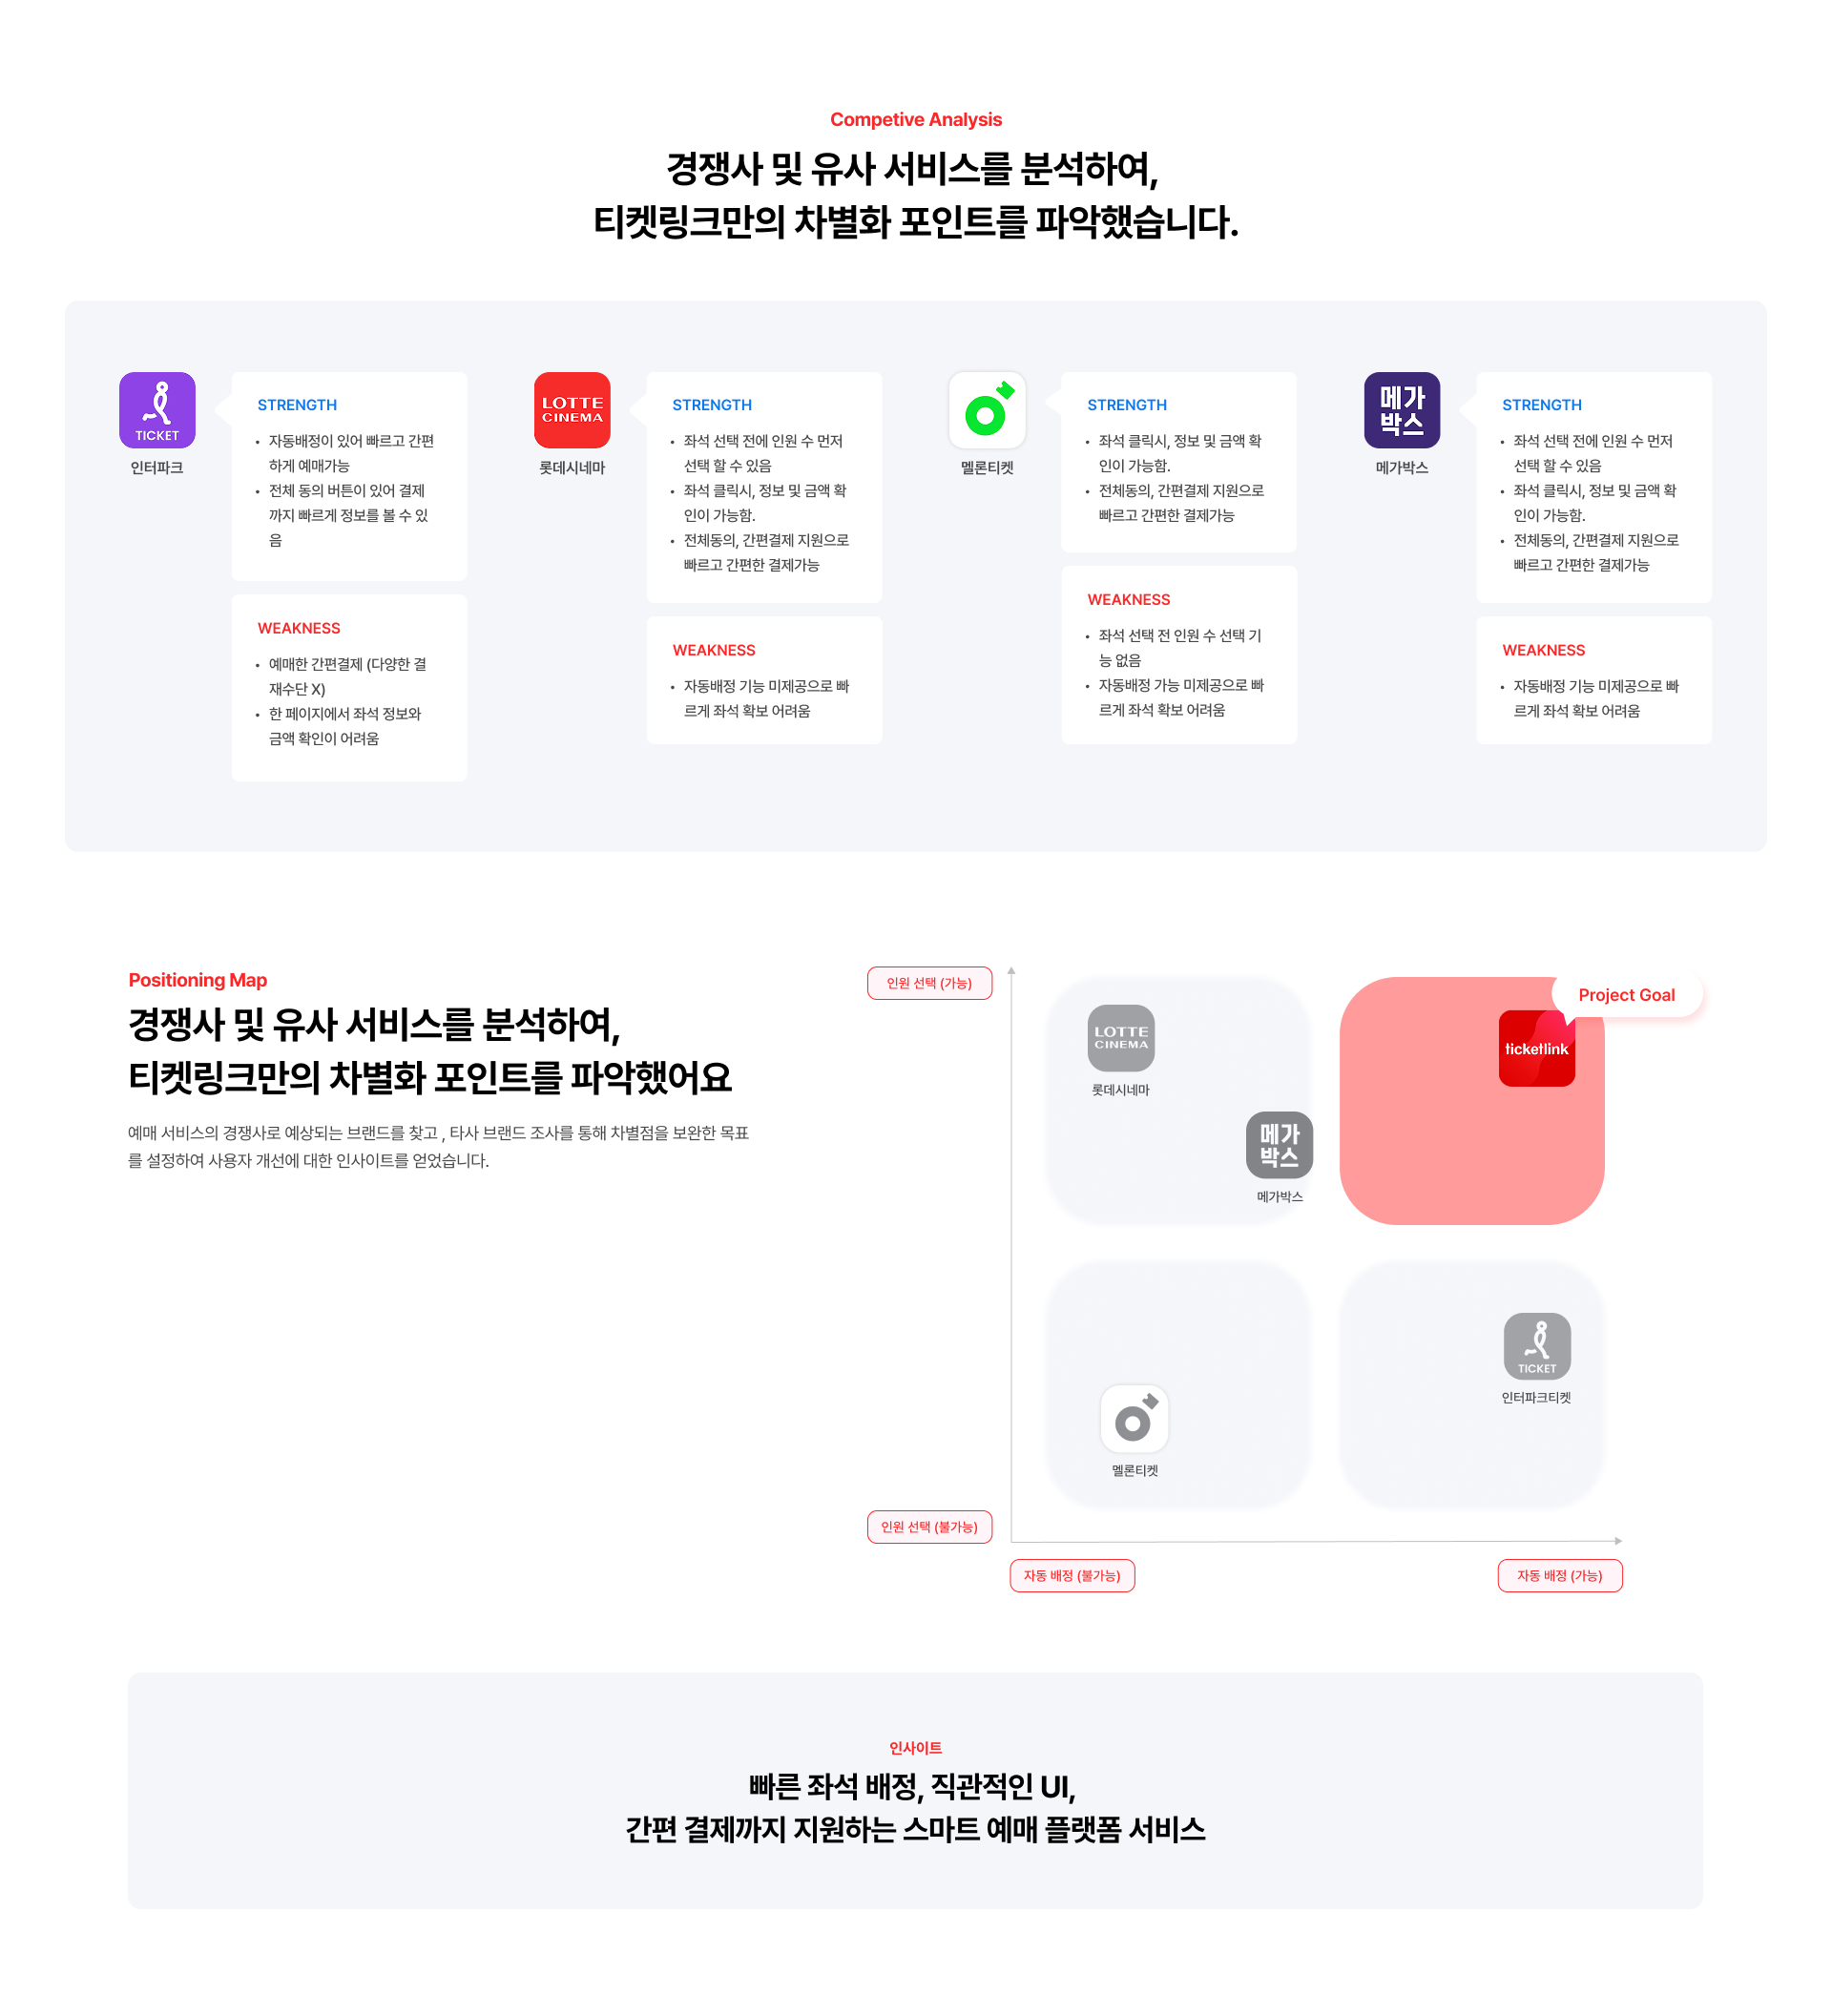 Competive Analysis
경쟁사 및 유사 서비스를 분석하여,
티켓링크만의 차별화 포인트를 파악했습니다.
TICKET
인터파크
STRENGTH
• 자동배정이 있어 빠르고 간편
하게 예매가능
• 전체 동의 버튼이 있어 결제
까지 빠르게 정보를 볼 수 있
음
WEAKNESS
• 예매한 간편결제 (다양한 결
재수단 X)
• 한 페이지에서 좌석 정보와
금액 확인이 어려움
LOTTE
CINEMA
롯데시네마
STRENGTH
• 좌석 선택 전에 인원 수 먼저
선택 할 수 있음
• 좌석 클릭시, 정보 및 금액 확
인이 가능함.
• 전체동의, 간편결제 지원으로
빠르고 간편한 결제가능
WEAKNESS
• 자동배정 기능 미제공으로 빠
르게 좌석 확보 어려움
멜론티켓
STRENGTH
• 좌석 클릭시, 정보 및 금액 확
인이 가능함.
• 전체동의, 간편결제 지원으로
빠르고 간편한 결제가능
WEAKNESS
• 좌석 선택 전 인원 수 선택 기
능 없음
• 자동배정 가능 미제공으로 빠
르게 좌석 확보 어려움
메가
박스
메가박스
STRENGTH
• 좌석 선택 전에 인원 수 먼저
선택 할 수 있음
• 좌석 클릭시, 정보 및 금액 확
인이 가능함.
• 전체동의, 간편결제 지원으로
빠르고 간편한 결제가능
WEAKNESS
• 자동배정 기능 미제공으로 빠
르게 좌석 확보 어려움
Positioning Map
경쟁사 및 유사 서비스를 분석하여,
티켓링크만의 차별화 포인트를 파악했어요
예매 서비스의 경쟁사로 예상되는 브랜드를 찾고 , 타사 브랜드 조사를 통해 차별점을 보완한 목표
를 설정하여 사용자 개선에 대한 인사이트를 얻었습니다.
인원 선택 (가능)
LOTTE
CINEMA
롯데시네마
메가
박스
메가박스
Project Goal
ticketlink
TICKET
인터파크티켓
멜론티켓
인원 선택 (불가능)
자동 배정 (불가능)
자동 배정 (가능)
인사이트
빠른 좌석 배정, 직관적인 UI,
간편 결제까지 지원하는 스마트 예매 플랫폼 서비스